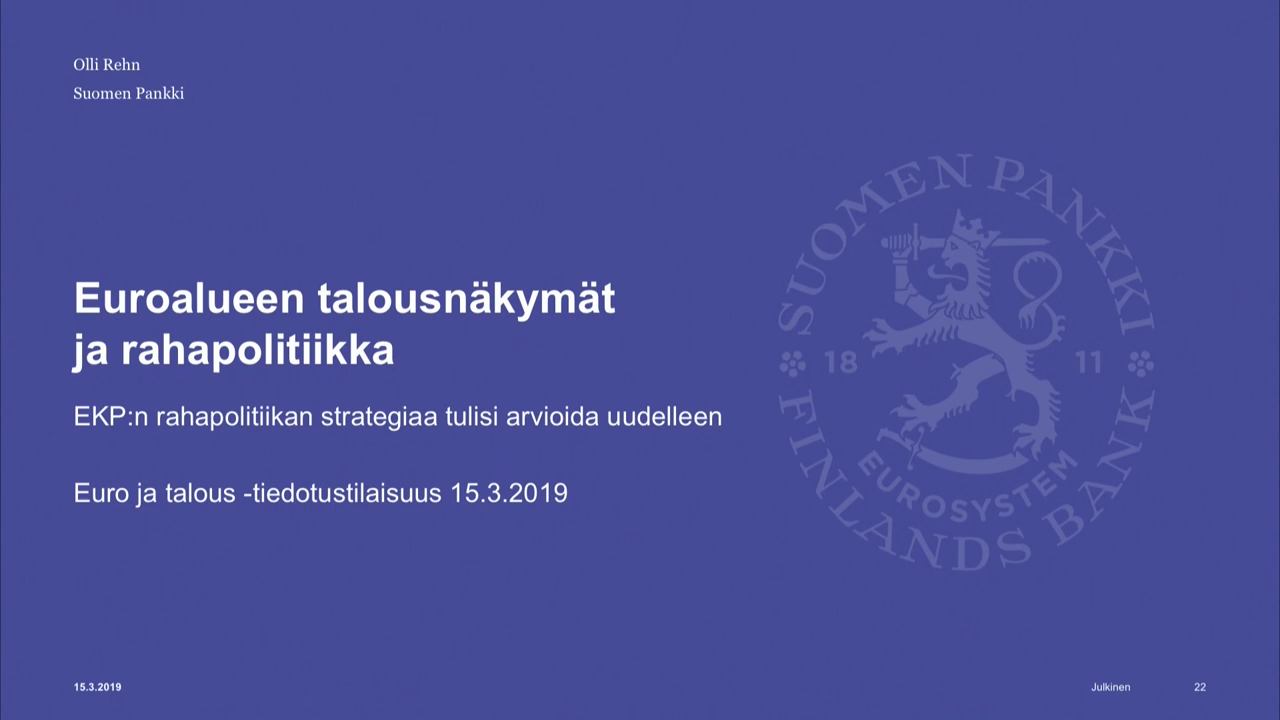 Olli Rehn
Suomen Pankki
Euroalueen talousnäkymät
ja rahapolitiikka
EKP:n rahapolitiikan strategiaa tulisi arvioida uudelleen
Euro ja talous -tiedotustilaisuus 15.3.2019
SUOMEN PANKKI
18 11
EUROSYSTEM
FINLANDS BANK
15.3.2019
Julkinen
22